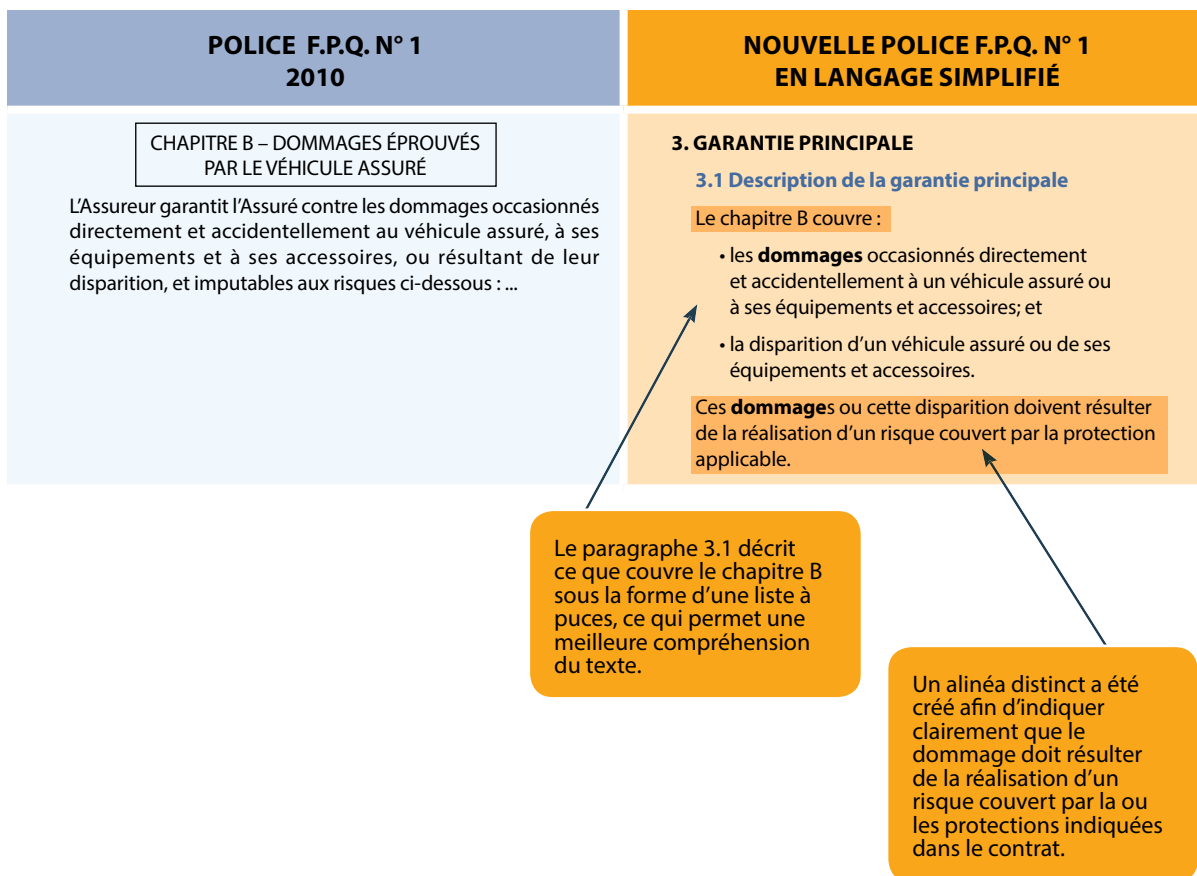 POLICE F.P.Q. N° 1
2010
CHAPITRE B – DOMMAGES ÉPROUVÉS
PAR LE VÉHICULE ASSURÉ
L'Assureur garantit l'Assuré contre les dommages occasionnés
directement et accidentellement au véhicule assuré, à ses
équipements et à ses accessoires, ou résultant de leur
disparition, et imputables aux risques ci-dessous : ...
NOUVELLE POLICE F.P.Q. N° 1
EN LANGAGE SIMPLIFIÉ
3. GARANTIE PRINCIPALE
3.1 Description de la garantie principale
Le chapitre B couvre :
• les dommages occasionnés directement
et accidentellement à un véhicule assuré ou
à ses équipements et accessoires; et
• la disparition d'un véhicule assuré ou de ses
équipements et accessoires.
Ces dommages ou cette disparition doivent résulter
de la réalisation d'un risque couvert par la protection
applicable.
Le paragraphe 3.1 décrit
ce que couvre le chapitre B
sous la forme d'une liste à
puces, ce qui permet une
meilleure compréhension
du texte.
Un alinéa distinct a été
créé afin d'indiquer
clairement que le
dommage doit résulter
de la réalisation d'un
risque couvert par la ou
les protections indiquées
dans le contrat.